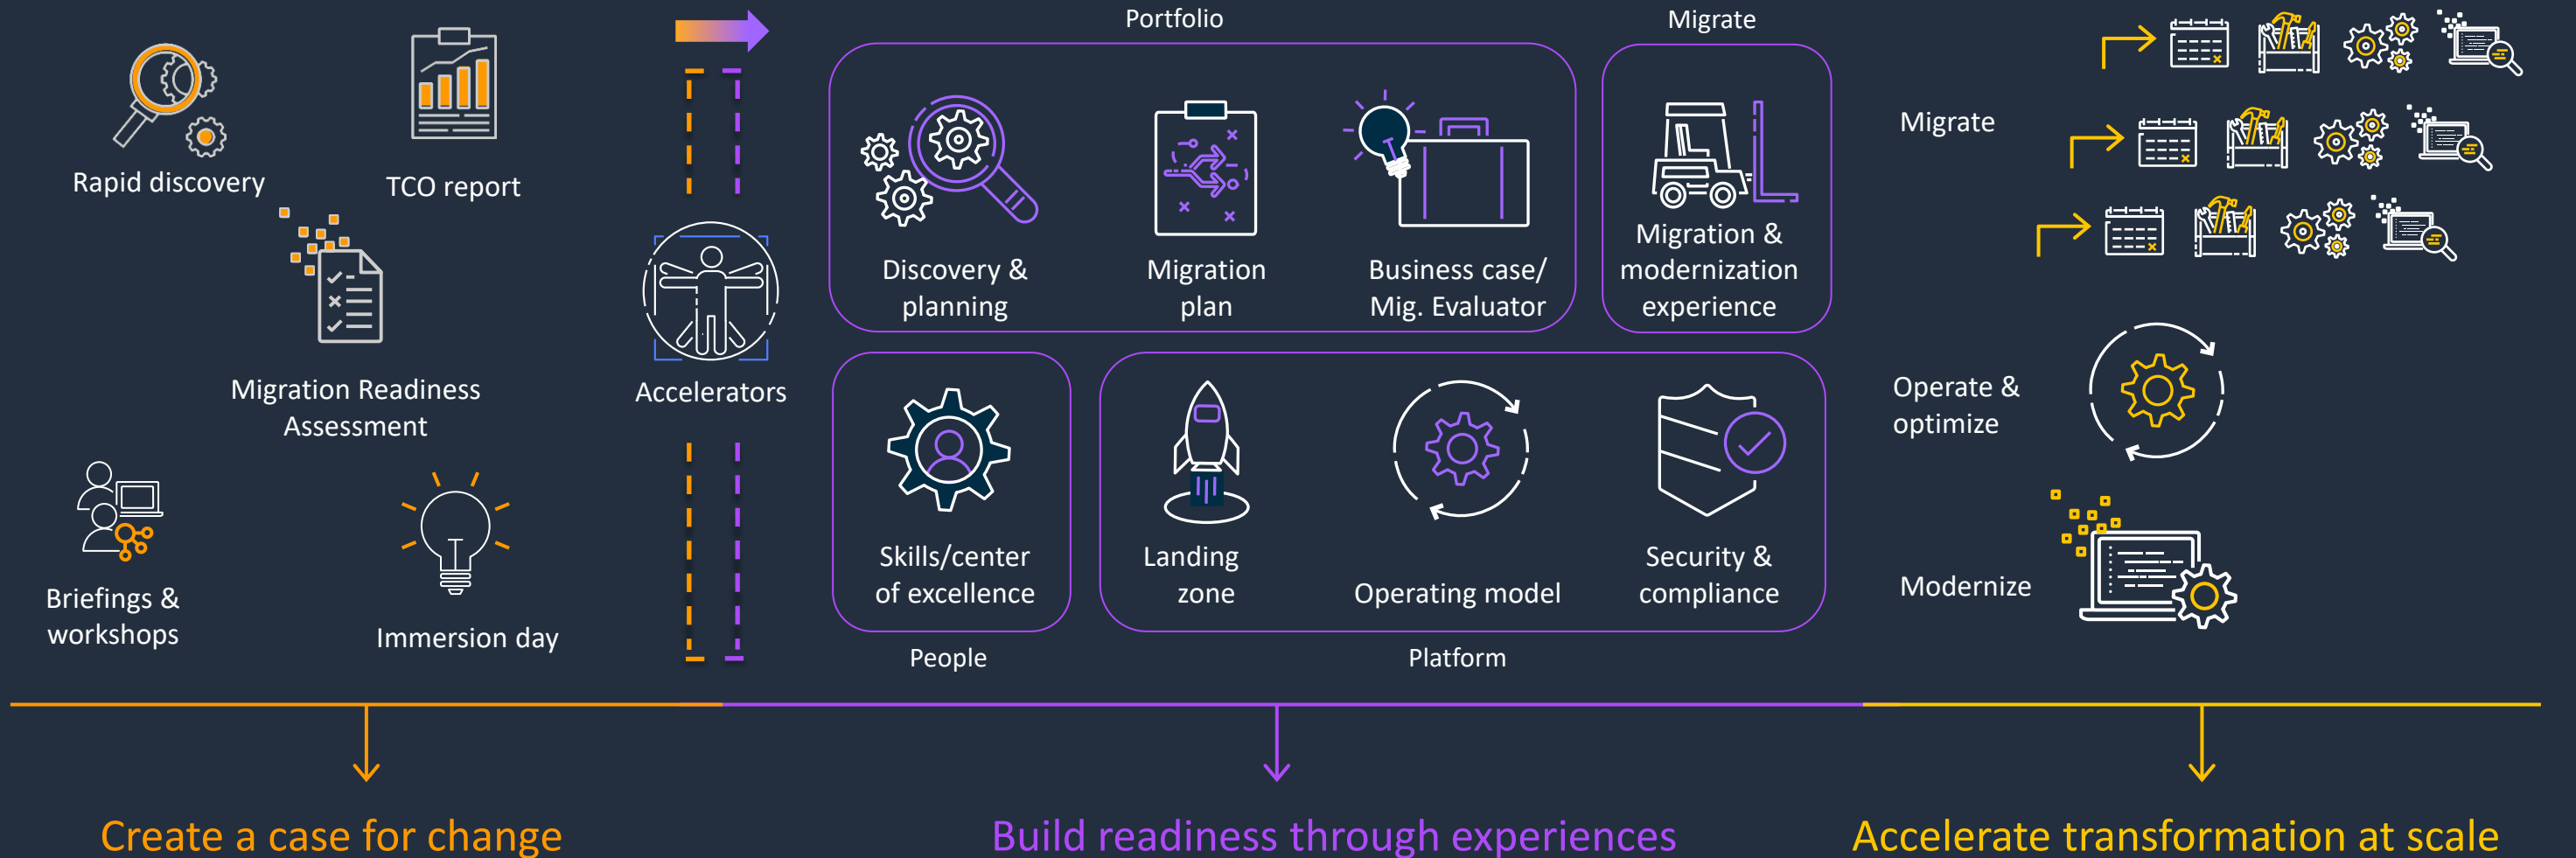 Rapid discovery
TCO report
Migration Readiness
Assessment
Briefings &
workshops
Immersion day
Accelerators
Portfolio
Discovery &
planning
Migration
plan
Business case/
Mig. Evaluator
Migrate
Migration &
modernization
experience
Skills/center
of excellence
People
Landing
zone
Operating model
Security &
compliance
Platform
Migrate
Operate &
optimize
Modernize
Create a case for change
Build readiness through experiences
Accelerate transformation at scale